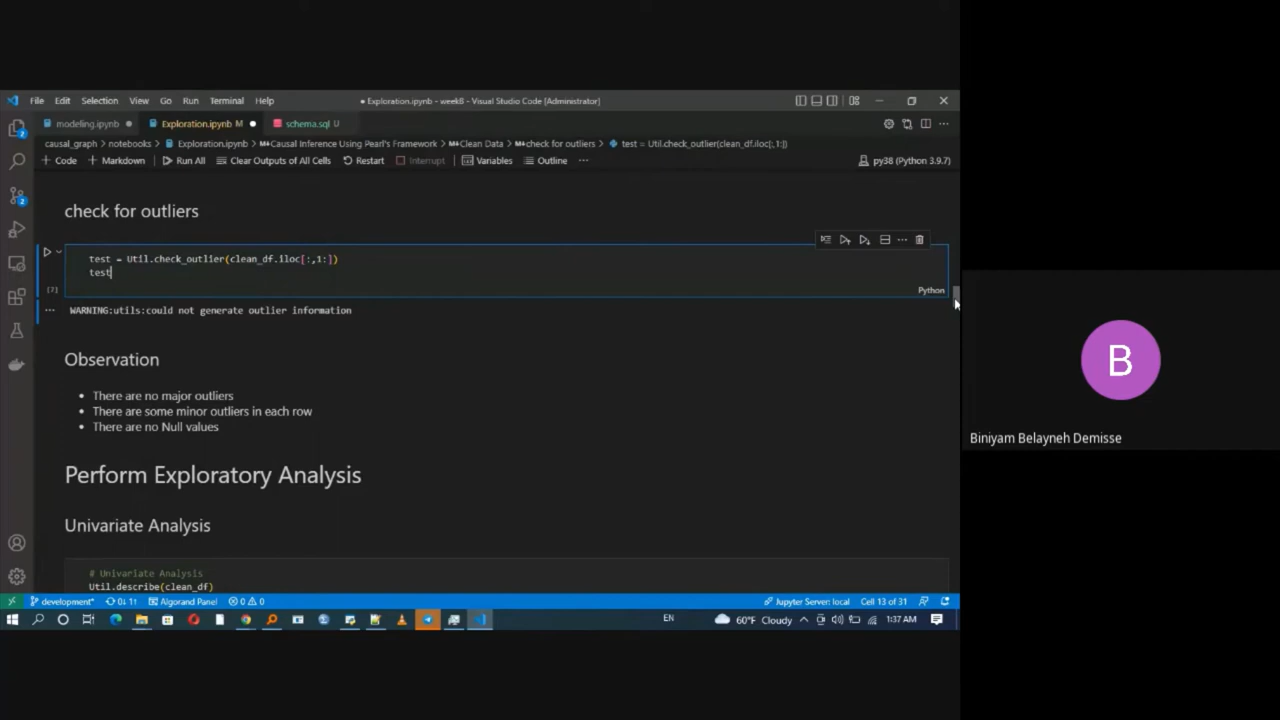 File Edit Selection View Go Run Terminal Help
● Exploration.ipynb - week8 - Visual Studio Code [Administrator]
modeling.ipynb ●
Exploration.ipynb M ●
schema.sql U
causal_graph > notebooks > Exploration.ipynb > Causal Inference Using Pearl's Framework > Clean Data > check for outliers > test = Util.check_outlier(clean_df.iloc[:,1:])
+ Code + Markdown Run All Clear Outputs of All Cells Restart Interrupt Variables Outline ...
py38 (Python 3.9.7)
check for outliers
test = Util.check_outlier(clean_df.iloc[:,1:])
test
[7]
Python
WARNING:utils:could not generate outlier information
Observation
• There are no major outliers
• There are some minor outliers in each row
• There are no Null values
Perform Exploratory Analysis
Univariate Analysis
# Univariate Analysis
Util.describe(clean_df)
development* 0↓ 1↑ Algorand Panel 0 0
Jupyter Server: local Cell 13 of 31
EN
60°F Cloudy
1:37 AM
B
Biniyam Belayneh Demisse